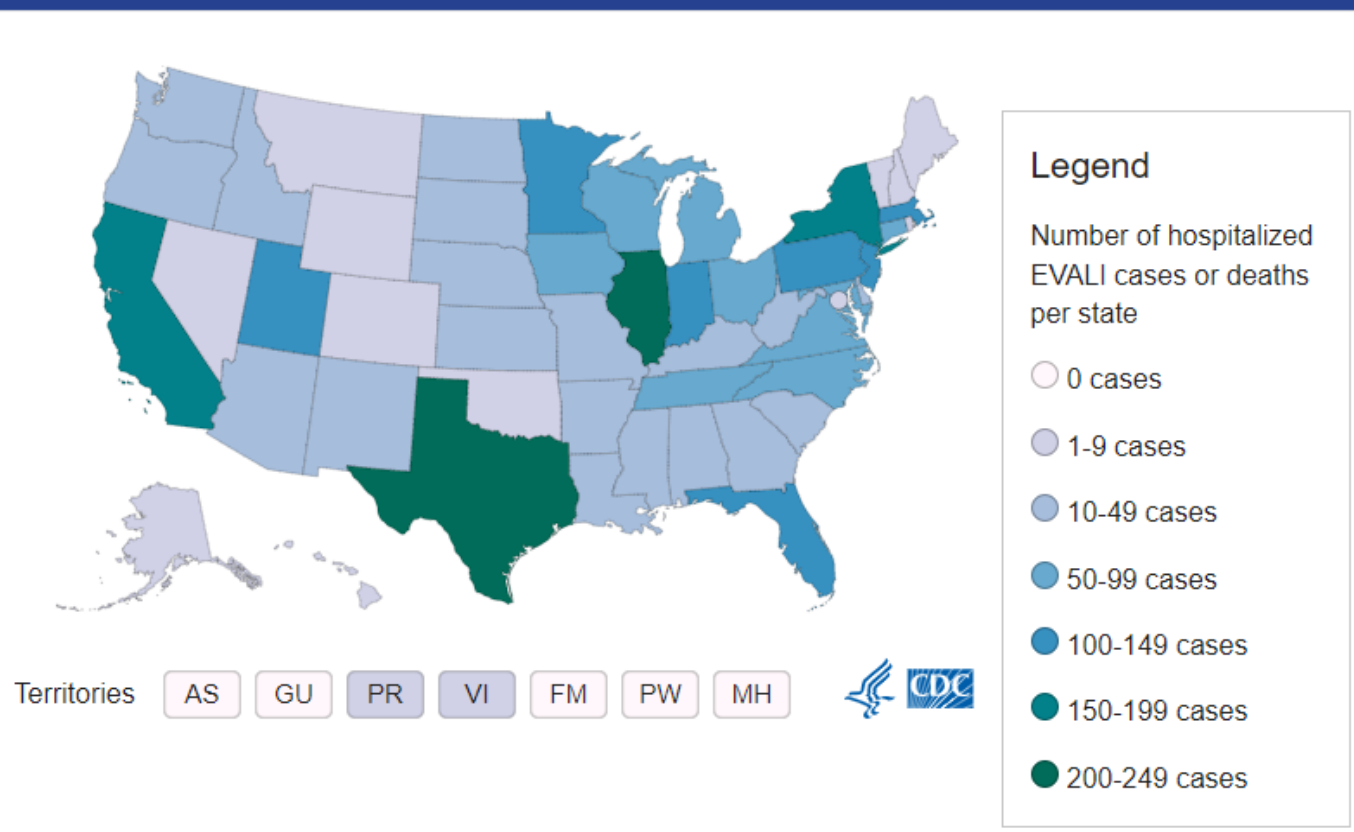 Legend
Number of hospitalized
EVALI cases or deaths
per state
0 cases
1-9 cases
10-49 cases
50-99 cases
100-149 cases
150-199 cases
200-249 cases
Territories AS GU PR VI FM PW MH
CDC